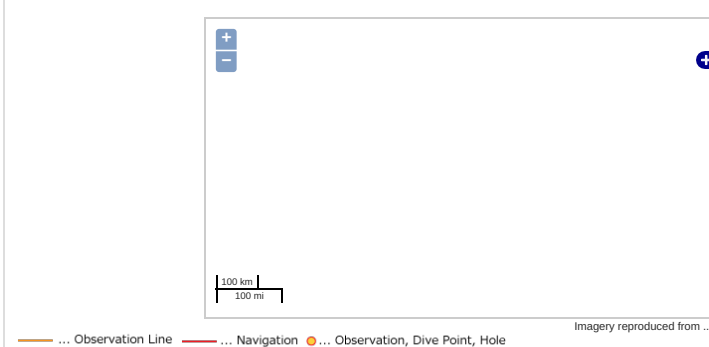 +
−
100 km
100 mi
Imagery reproduced from ..
... Observation Line ... Navigation ... Observation, Dive Point, Hole